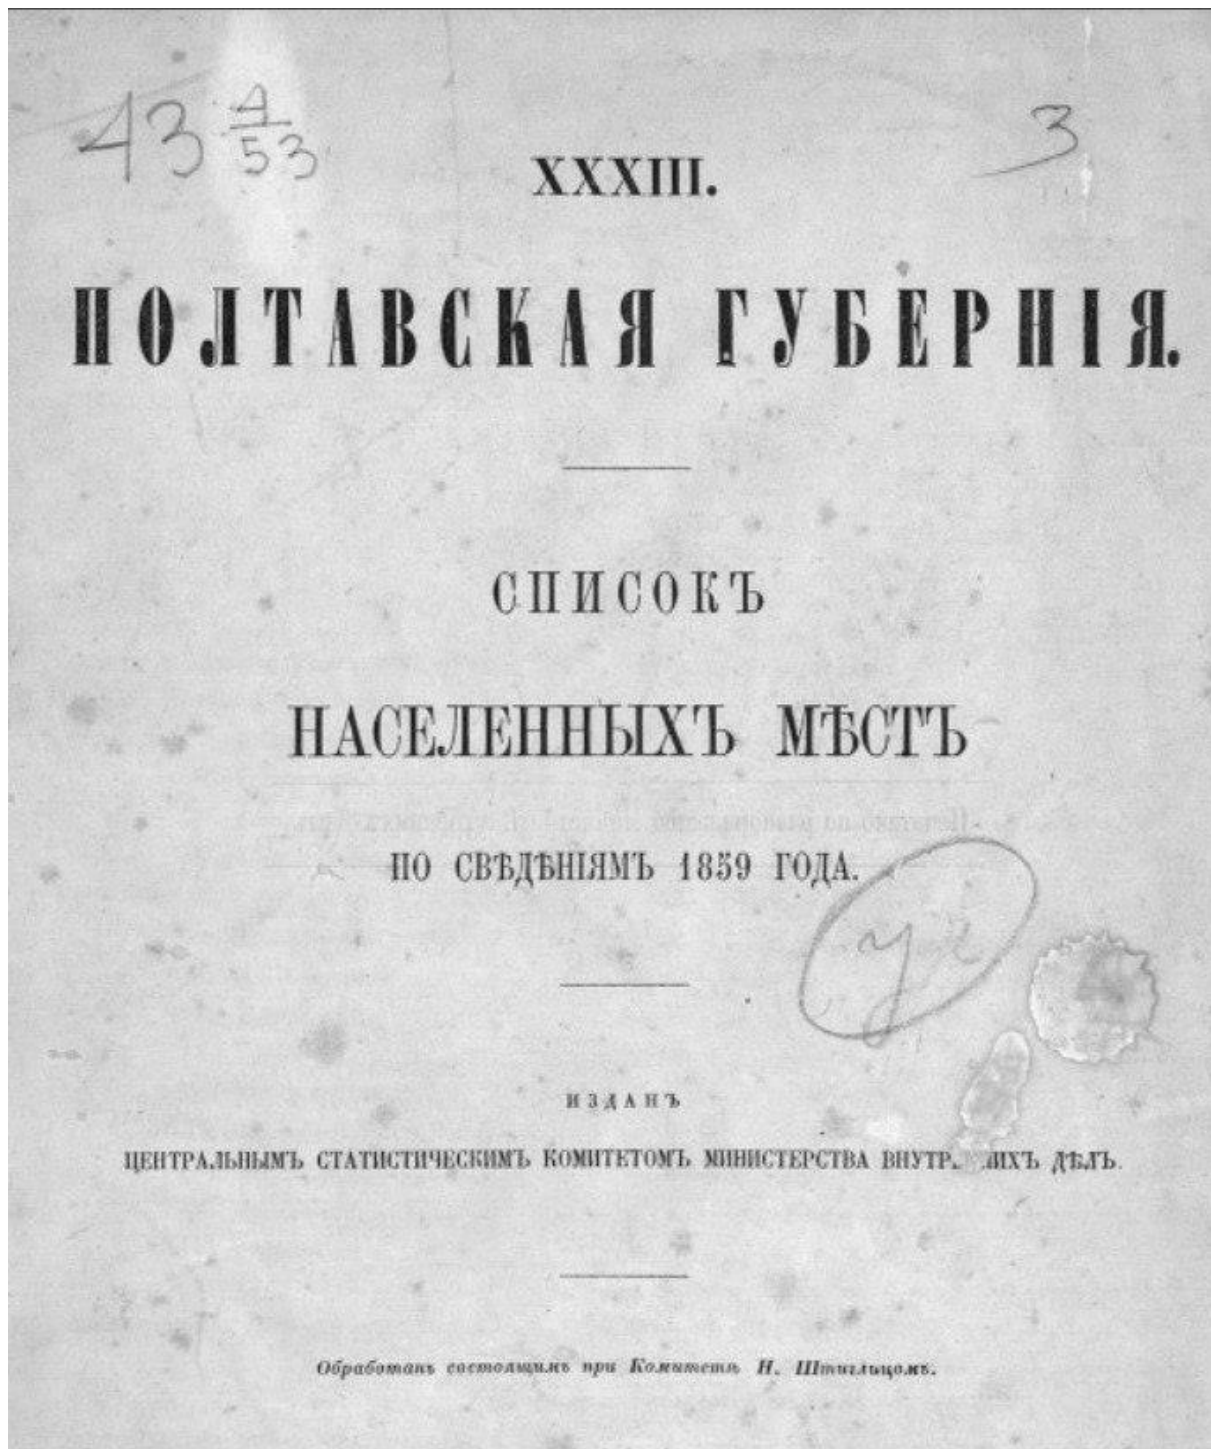 43 4/53
3
XXXIII.
ПОЛТАВСКАЯ ГУБЕРНІЯ.
СПИСОКЪ
НАСЕЛЕННЫХЪ МѢСТЪ
ПО СВѢДѢНІЯМЪ 1859 ГОДА.
ИЗДАНЪ
ЦЕНТРАЛЬНЫМЪ СТАТИСТИЧЕСКИМЪ КОМИТЕТОМЪ МИНИСТЕРСТВА ДѢЛЪ.
Обработанъ состоящимъ при Комитетѣ Н. Штиглицомъ.